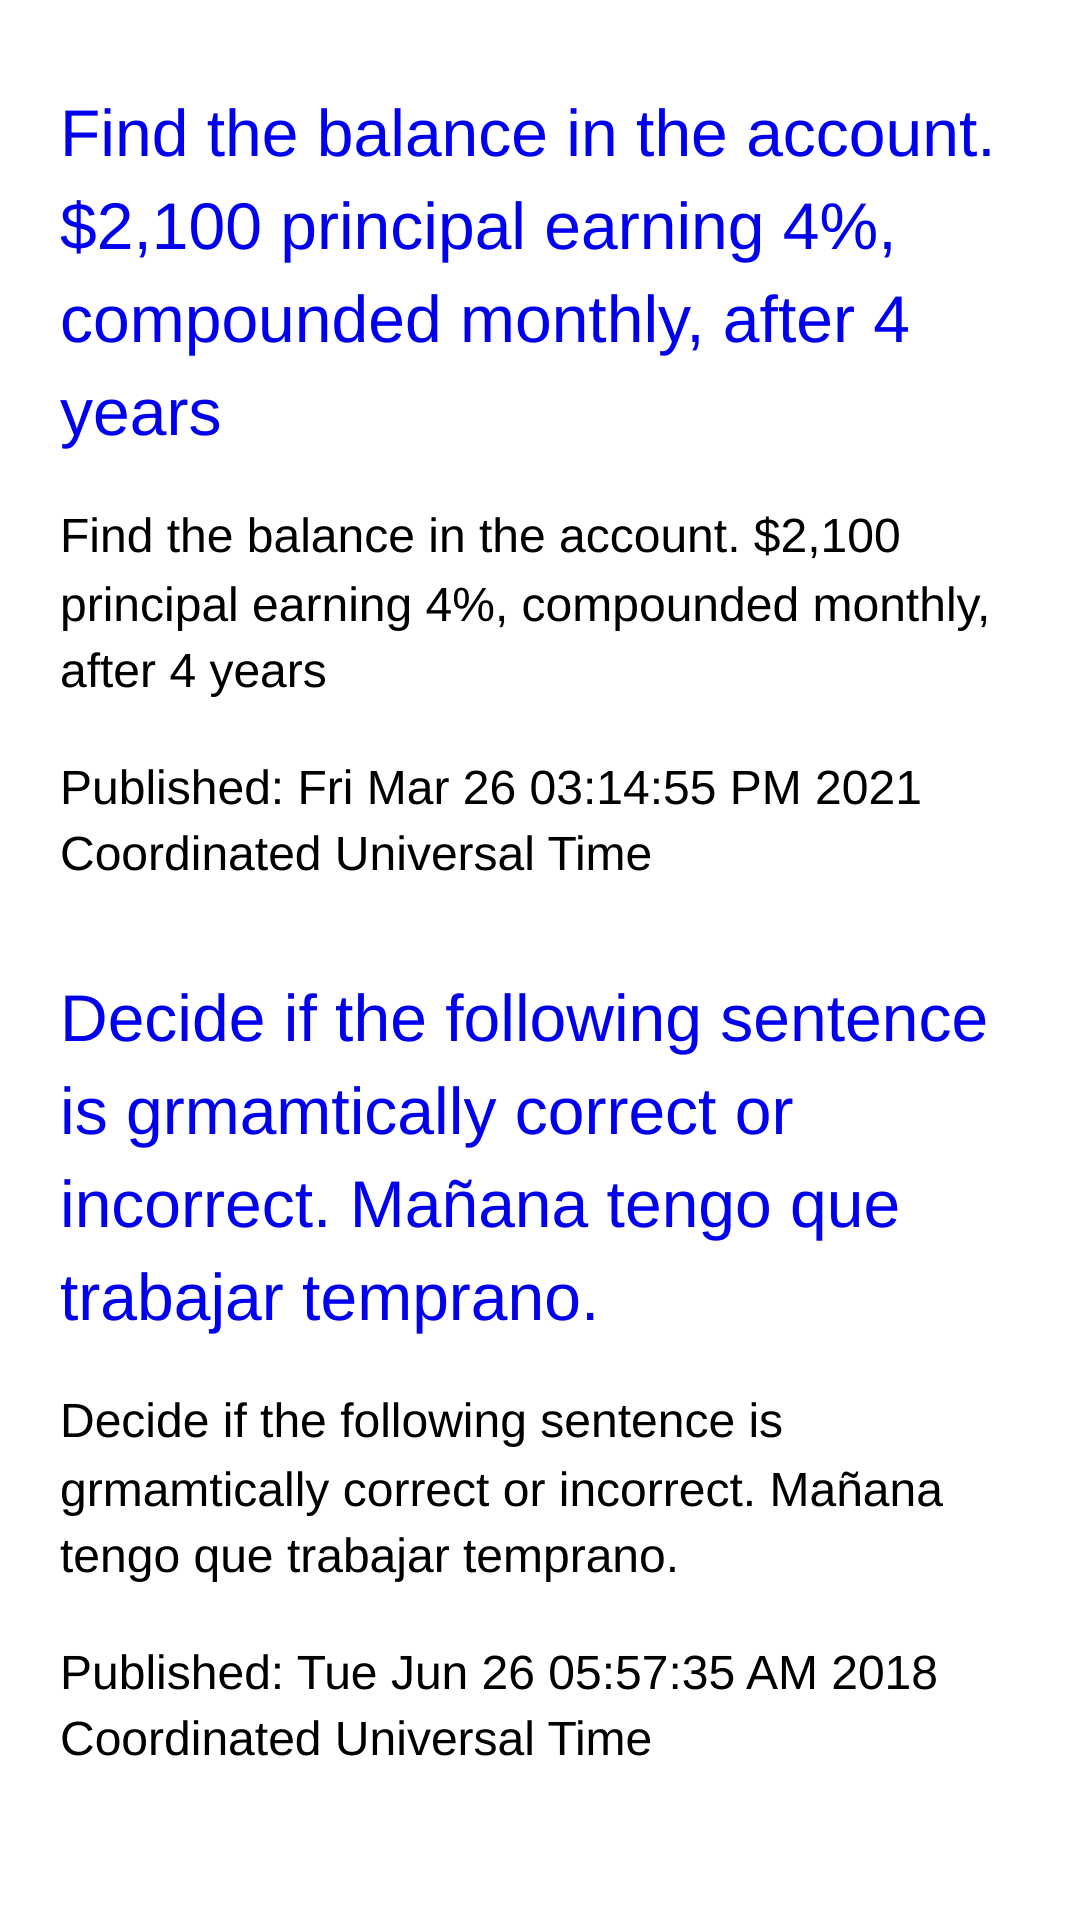 Find the balance in the account.
$2,100 principal earning 4%,
compounded monthly, after 4
years
Find the balance in the account. $2,100
principal earning 4%, compounded monthly,
after 4 years
Published: Fri Mar 26 03:14:55 PM 2021
Coordinated Universal Time
Decide if the following sentence
is grmamtically correct or
incorrect. Mañana tengo que
trabajar temprano.
Decide if the following sentence is
grmamtically correct or incorrect. Mañana
tengo que trabajar temprano.
Published: Tue Jun 26 05:57:35 AM 2018
Coordinated Universal Time